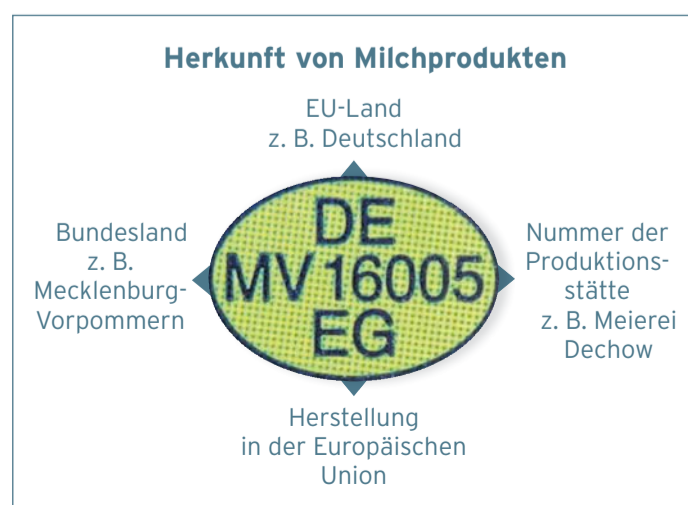 Herkunft von Milchprodukten
EU-Land
z. B. Deutschland
Bundesland
z. B.
Mecklenburg-
Vorpommern
DE
MV 16005
EG
Nummer der
Produktions-
stätte
z. B. Meierei
Dechow
Herstellung
in der Europäischen
Union